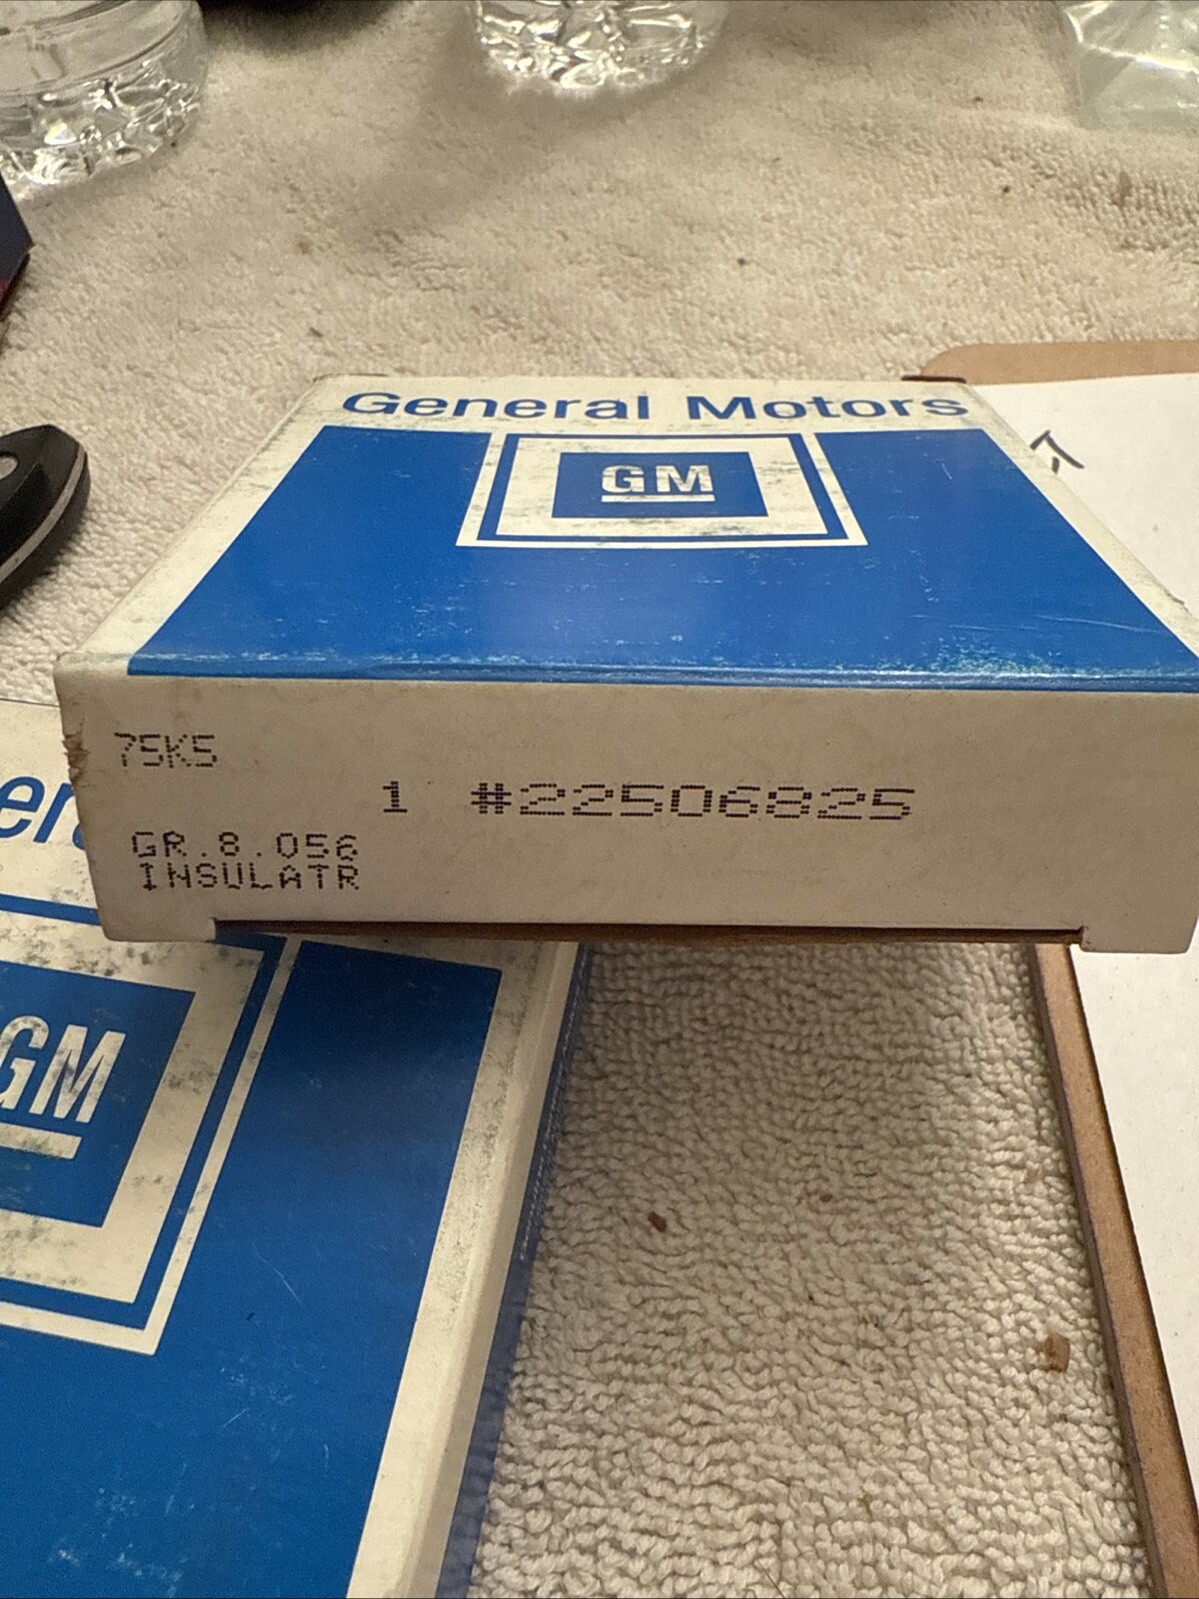 General Motors
GM
75K5
1 #22506825
GR.8.056
INSULATR
GM